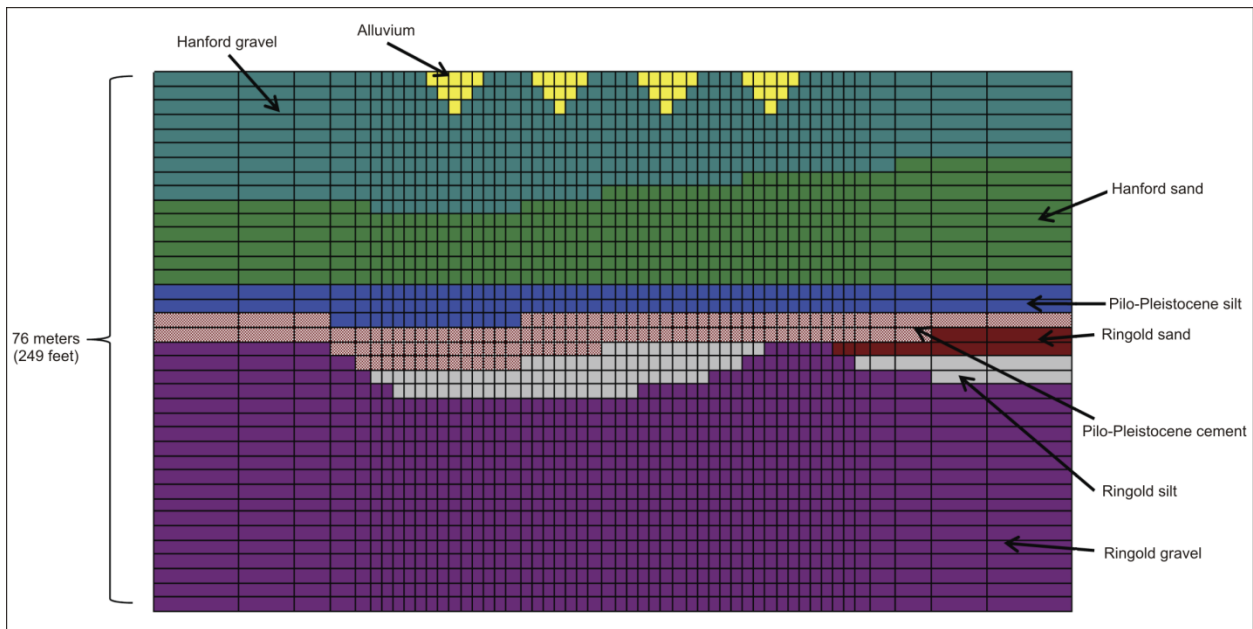 Alluvium
Hanford gravel
Hanford sand
Pilo-Pleistocene silt
Ringold sand
76 meters
(249 feet)
Pilo-Pleistocene cement
Ringold silt
Ringold gravel